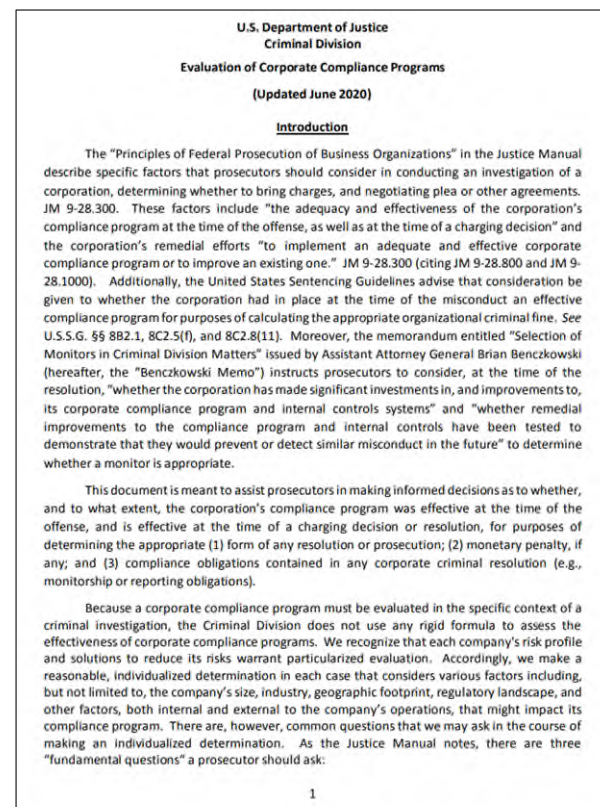 U.S. Department of Justice
Criminal Division
Evaluation of Corporate Compliance Programs
(Updated June 2020)
Introduction
The “Principles of Federal Prosecution of Business Organizations” in the Justice Manual
describe specific factors that prosecutors should consider in conducting an investigation of a
corporation, determining whether to bring charges, and negotiating plea or other agreements.
JM 9-28.300. These factors include “the adequacy and effectiveness of the corporation’s
compliance program at the time of the offense, as well as at the time of a charging decision” and
the corporation’s remedial efforts “to implement an adequate and effective corporate
compliance program or to improve an existing one.” JM 9-28.300 (citing JM 9-28.800 and JM 9-
28.1000). Additionally, the United States Sentencing Guidelines advise that consideration be
given to whether the corporation had in place at the time of the misconduct an effective
compliance program for purposes of calculating the appropriate organizational criminal fine. See
U.S.S.G. §§ 8B2.1, 8C2.5(f), and 8C2.8(11). Moreover, the memorandum entitled “Selection of
Monitors in Criminal Division Matters” issued by Assistant Attorney General Brian Benczkowski
(hereafter, the “Benczkowski Memo”) instructs prosecutors to consider, at the time of the
resolution, “whether the corporation has made significant investments in, and improvements to,
its corporate compliance program and internal controls systems” and “whether remedial
improvements to the compliance program and internal controls have been tested to
demonstrate that they would prevent or detect similar misconduct in the future” to determine
whether a monitor is appropriate.
This document is meant to assist prosecutors in making informed decisions as to whether,
and to what extent, the corporation’s compliance program was effective at the time of the
offense, and is effective at the time of a charging decision or resolution, for purposes of
determining the appropriate (1) form of any resolution or prosecution; (2) monetary penalty, if
any; and (3) compliance obligations contained in any corporate criminal resolution (e.g.,
monitorship or reporting obligations).
Because a corporate compliance program must be evaluated in the specific context of a
criminal investigation, the Criminal Division does not use any rigid formula to assess the
effectiveness of corporate compliance programs. We recognize that each company's risk profile
and solutions to reduce its risks warrant particularized evaluation. Accordingly, we make a
reasonable, individualized determination in each case that considers various factors including,
but not limited to, the company’s size, industry, geographic footprint, regulatory landscape, and
other factors, both internal and external to the company’s operations, that might impact its
compliance program. There are, however, common questions that we may ask in the course of
making an individualized determination. As the Justice Manual notes, there are three
“fundamental questions” a prosecutor should ask:
1